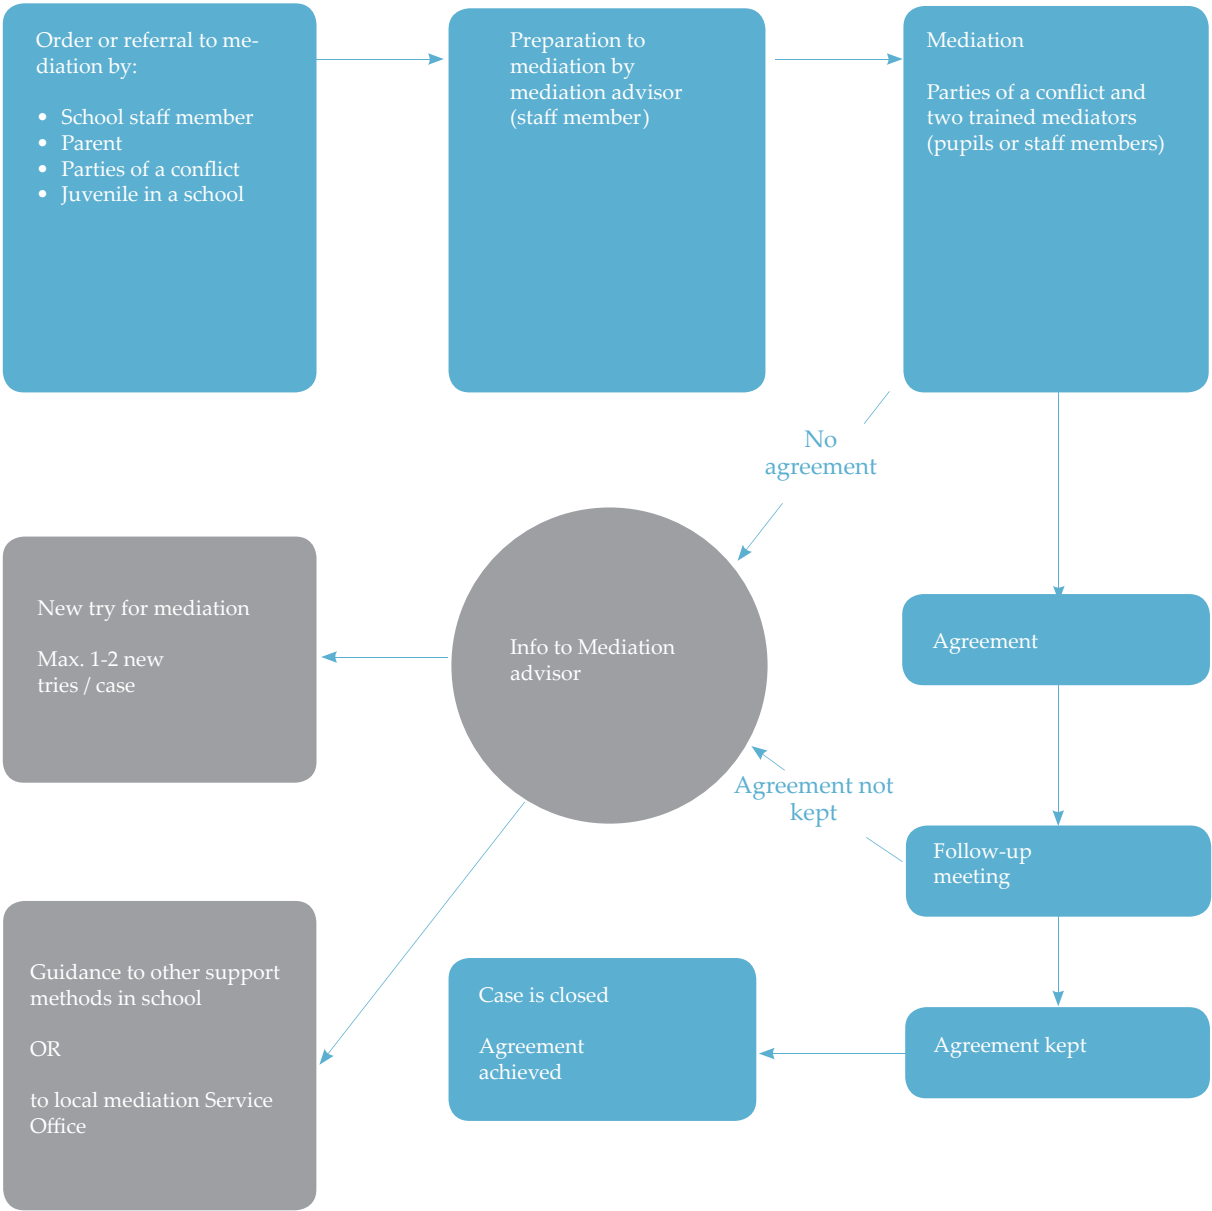 Order or referral to me-
diation by:
• School staff member
• Parent
• Parties of a conflict
• Juvenile in a school
Preparation to
mediation by
mediation advisor
(staff member)
Mediation
Parties of a conflict and
two trained mediators
(pupils or staff members)
No
agreement
New try for mediation
Max. 1-2 new
tries / case
Info to Mediation
advisor
Agreement
Agreement not
kept
Follow-up
meeting
Guidance to other support
methods in school
OR
to local mediation Service
Office
Case is closed
Agreement
achieved
Agreement kept